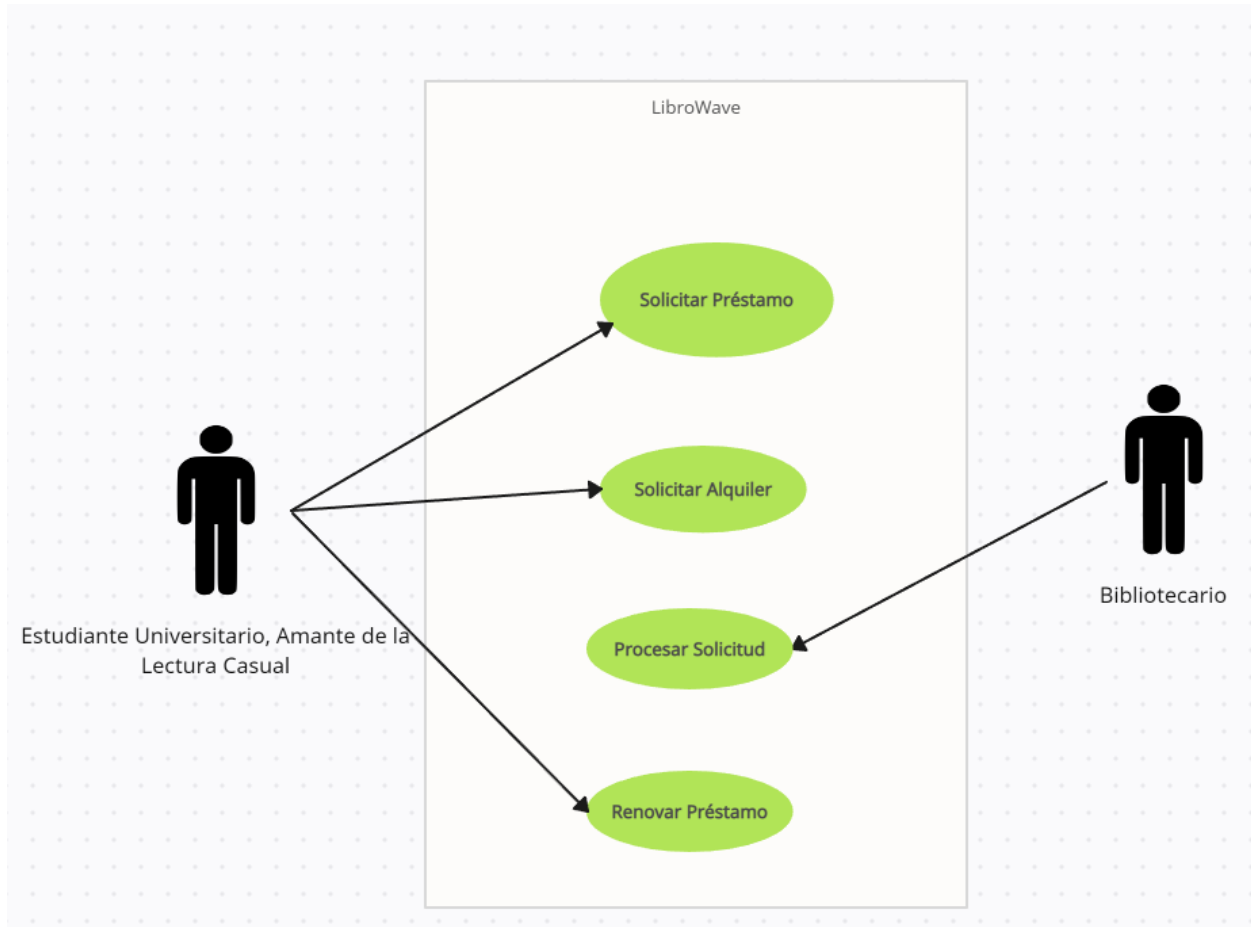 LibroWave
Solicitar Préstamo
Solicitar Alquiler
Procesar Solicitud
Renovar Préstamo
Estudiante Universitario, Amante de la
Lectura Casual
Bibliotecario